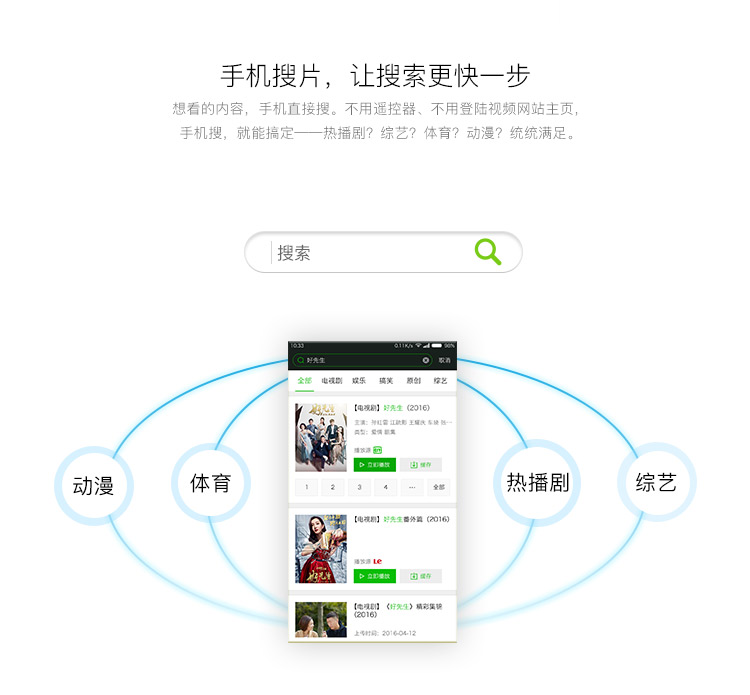 手机搜片，让搜索更快一步
想看的内容，手机直接搜。不用遥控器、不用登陆视频网站主页，
手机搜，就能搞定——热播剧？综艺？体育？动漫？统统满足。
搜索
10:33 0.11K/s 98%
好先生 取消
全部 电视剧 娱乐 搞笑 原创 综艺
【电视剧】好先生（2016）
主演：孙红雷 江疏影 王耀庆 车晓 张…
类型：爱情 剧集
播放源
立即播放 缓存
1 2 3 4 … 全部
【电视剧】好先生番外篇（2016）
播放源 Le
立即播放 缓存
【电视剧】《好先生》精彩集锦
（2016）
上传时间：2016-04-12
动漫
体育
热播剧
综艺